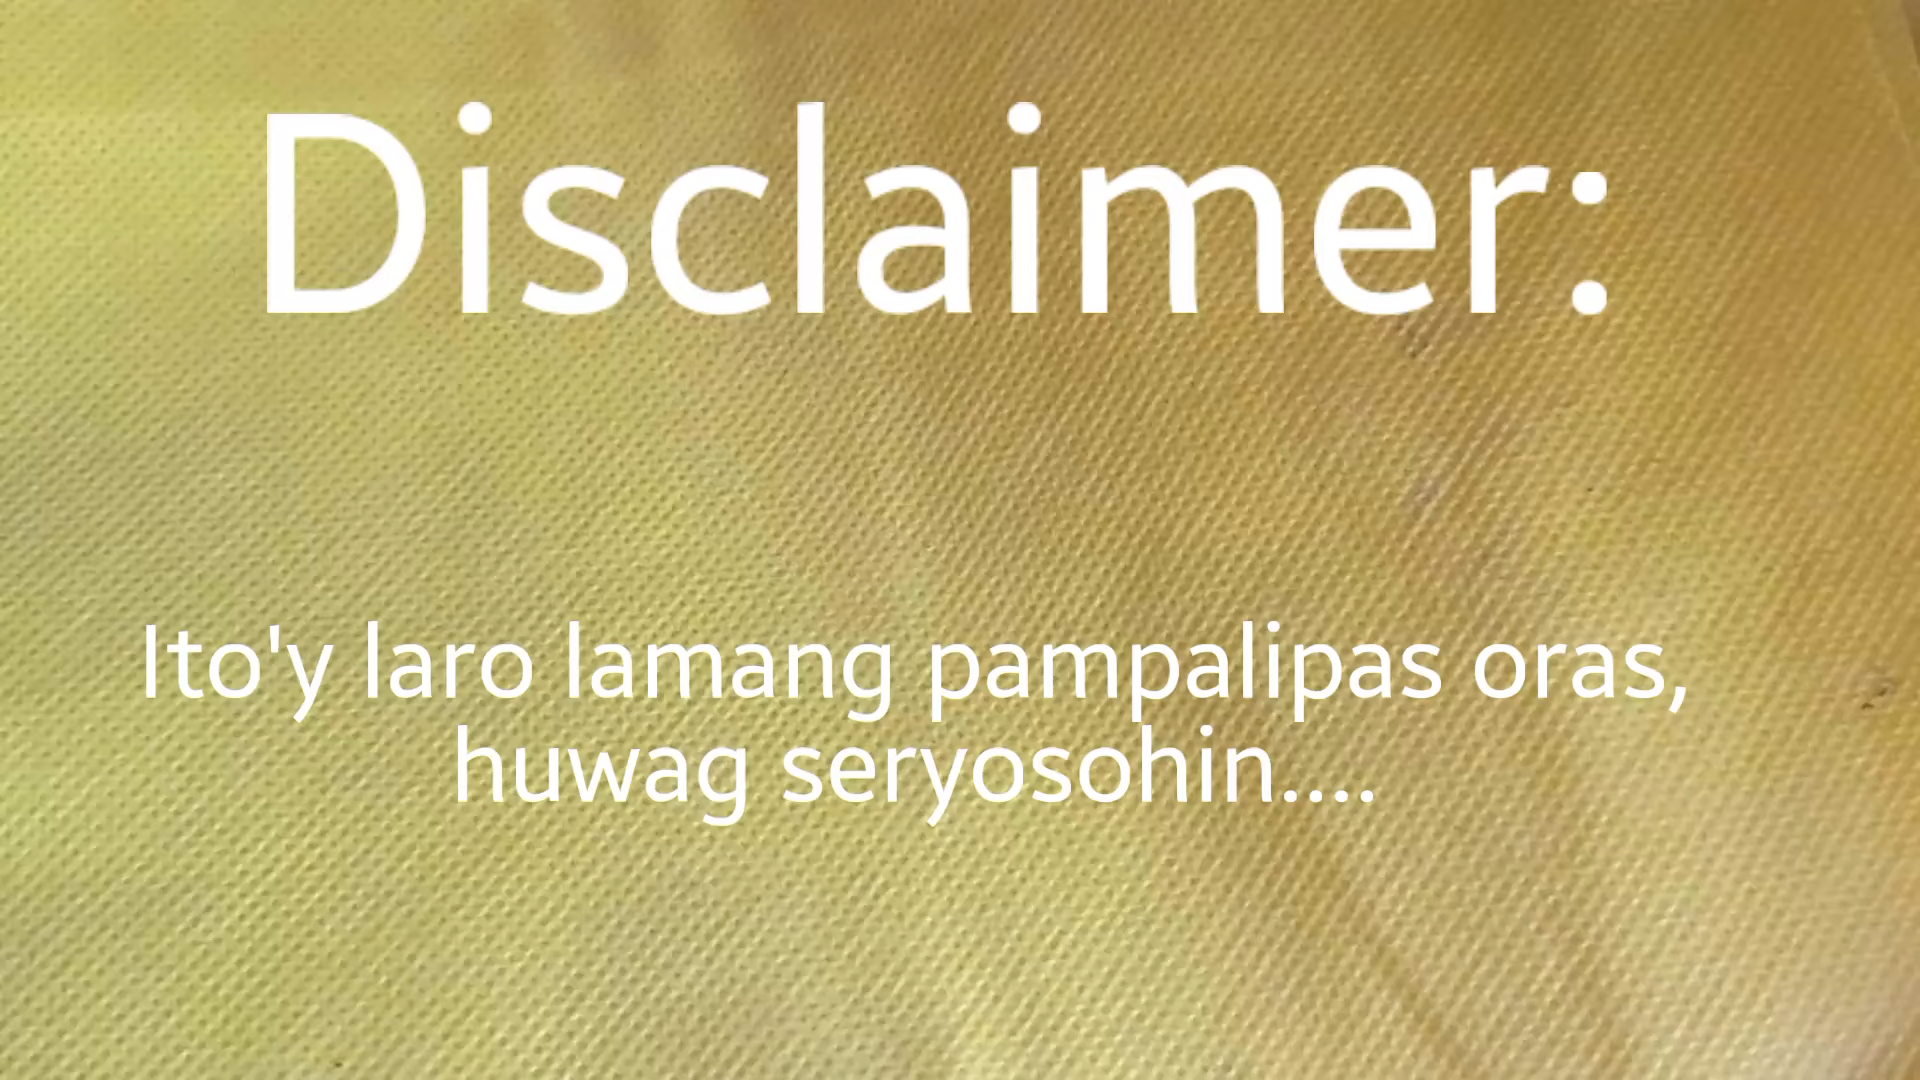 Disclaimer:
Ito'y laro lamang pampalipas oras,
huwag seryosohin....